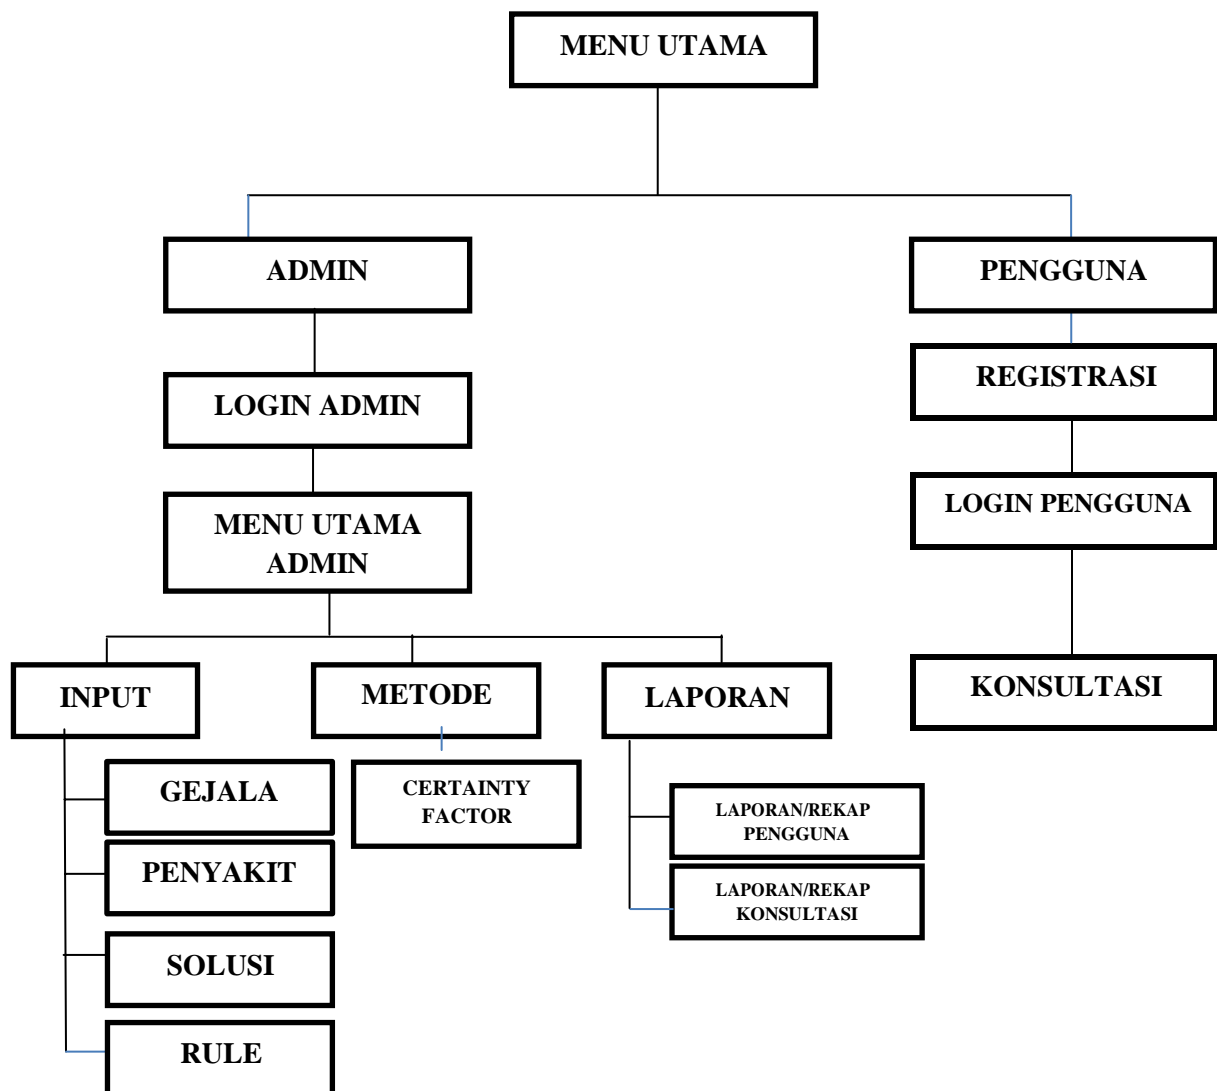 MENU UTAMA
ADMIN
PENGGUNA
REGISTRASI
LOGIN ADMIN
LOGIN PENGGUNA
MENU UTAMA
ADMIN
INPUT
METODE
LAPORAN
KONSULTASI
GEJALA
CERTAINTY
FACTOR
LAPORAN/REKAP
PENGGUNA
PENYAKIT
LAPORAN/REKAP
KONSULTASI
SOLUSI
RULE